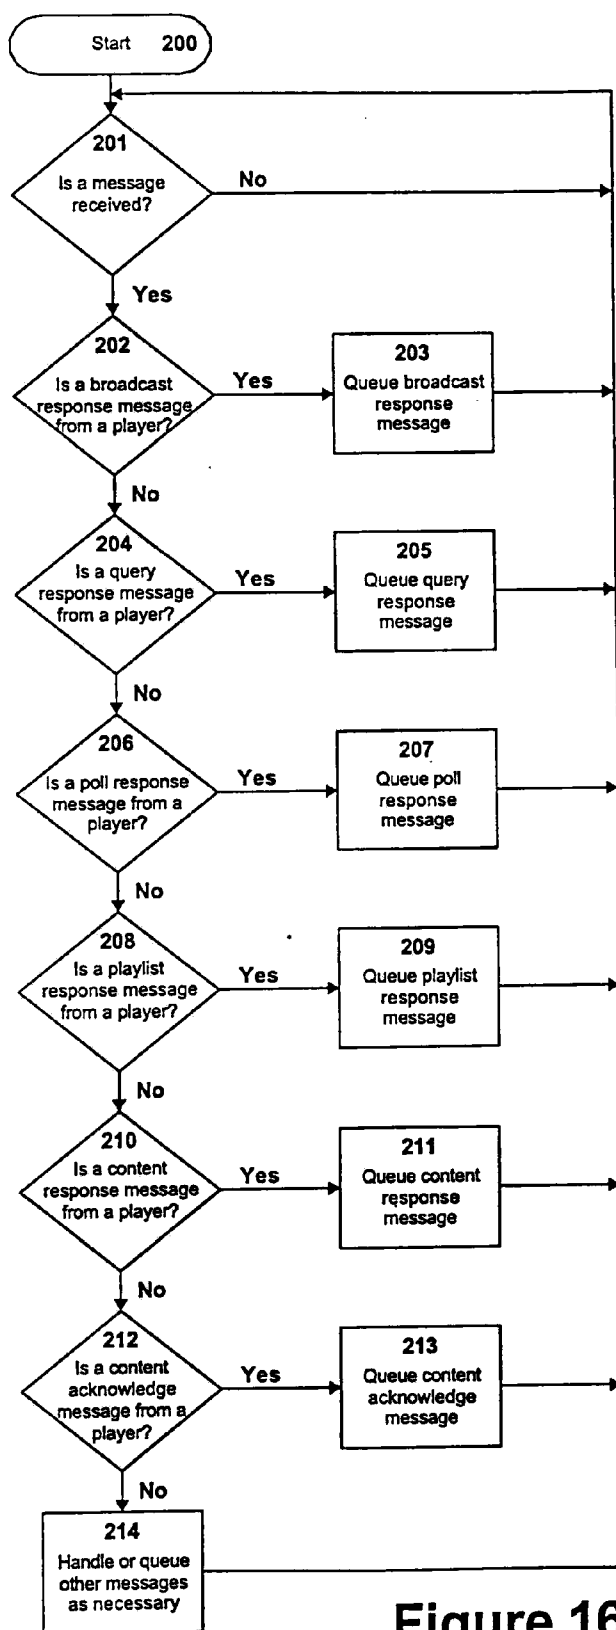 Start 200
201
Is a message
received?
No
Yes
202
Is a broadcast
response message
from a player?
Yes
203
Queue broadcast
response
message
No
204
Is a query
response message
from a player?
Yes
205
Queue query
response
message
No
206
Is a poll response
message from a
player?
Yes
207
Queue poll
response
message
No
208
Is a playlist
response message
from a player?
Yes
209
Queue playlist
response
message
No
210
Is a content
response message
from a player?
Yes
211
Queue content
response
message
No
212
Is a content
acknowledge
message from a
player?
Yes
213
Queue content
acknowledge
message
No
214
Handle or queue
other messages
as necessary
Figure 16